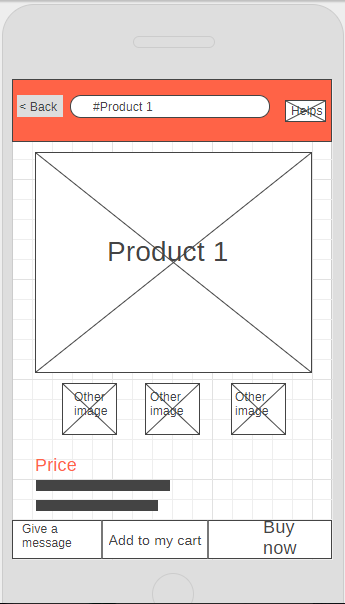 < Back
#Product 1
Helps
Product 1
Other
image
Other
image
Other
image
Price
Give a
message
Add to my cart
Buy
now